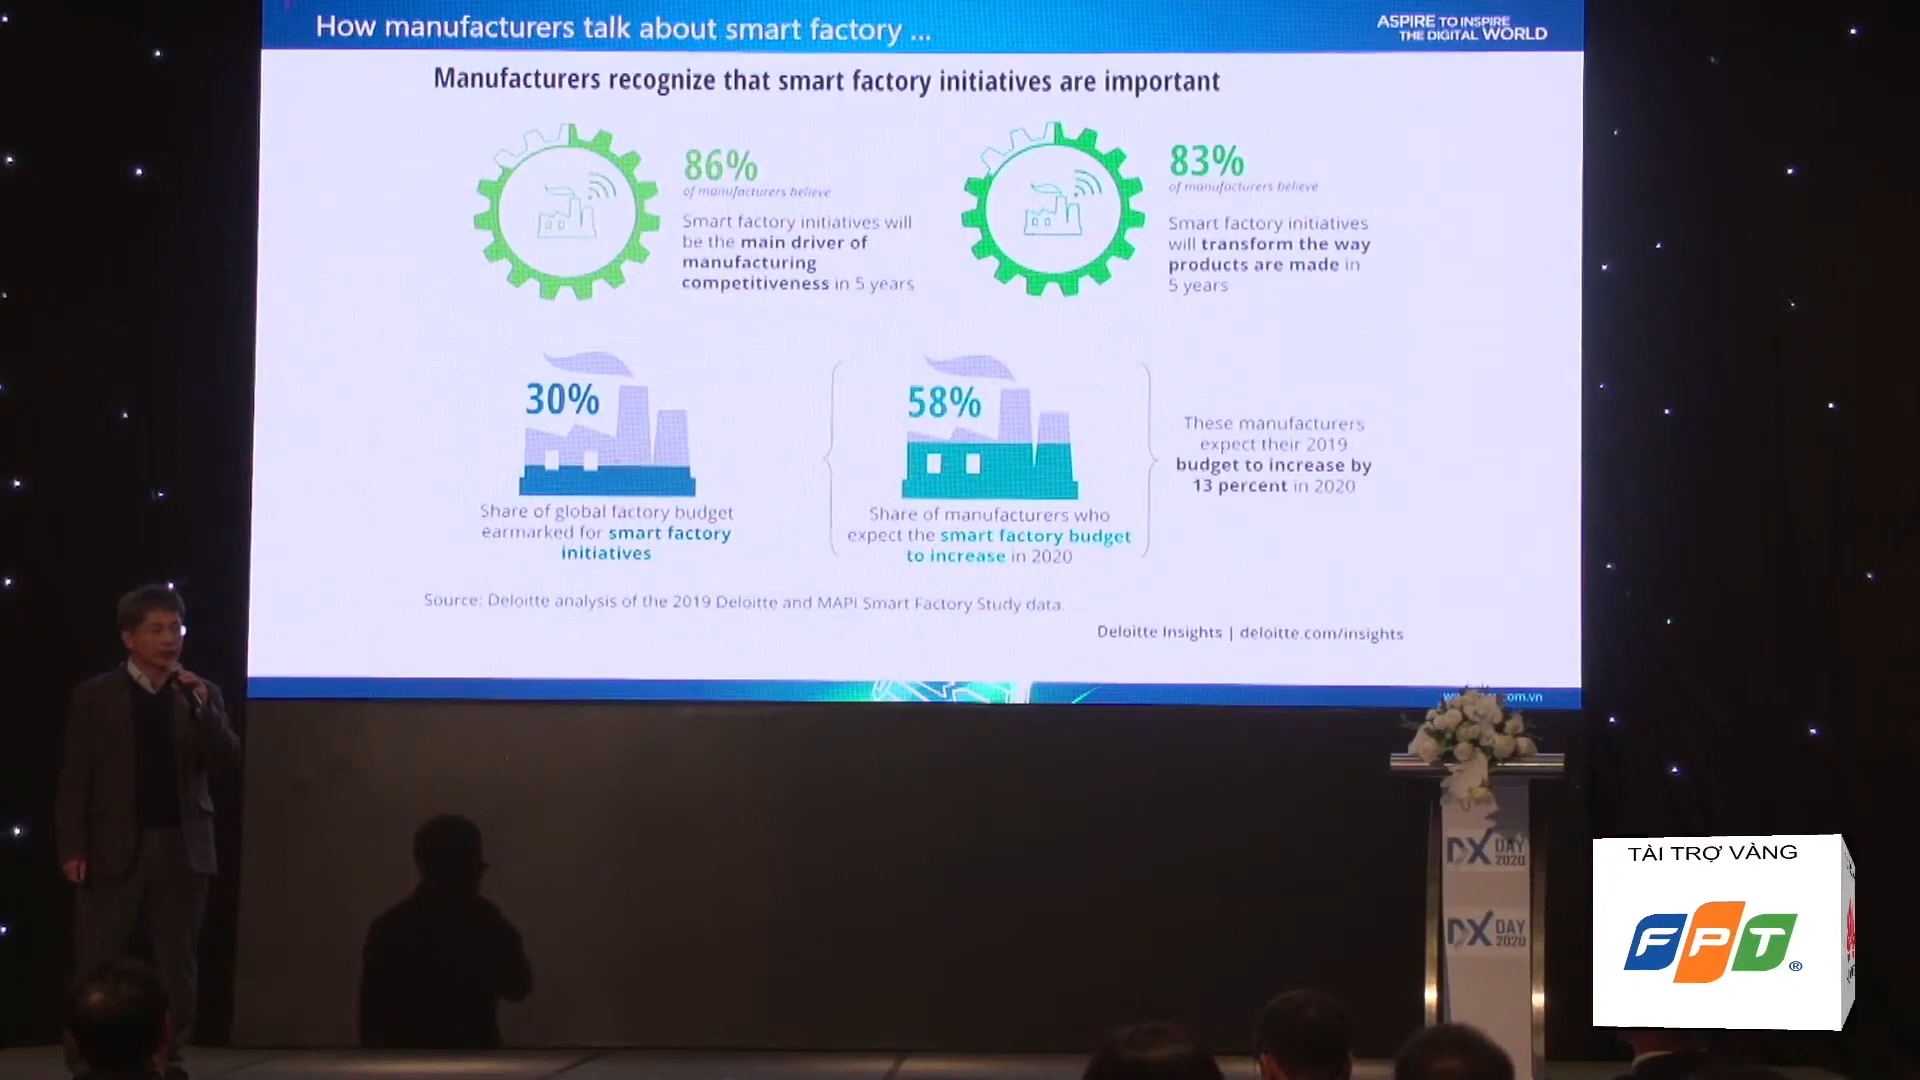 How manufacturers talk about smart factory ...
ASPIRE TO INSPIRE
THE DIGITAL WORLD
Manufacturers recognize that smart factory initiatives are important
86%
of manufacturers believe
Smart factory initiatives will
be the main driver of
manufacturing
competitiveness in 5 years
83%
of manufacturers believe
Smart factory initiatives
will transform the way
products are made in
5 years
30%
Share of global factory budget
earmarked for smart factory
initiatives
58%
Share of manufacturers who
expect the smart factory budget
to increase in 2020
These manufacturers
expect their 2019
budget to increase by
13 percent in 2020
Source: Deloitte analysis of the 2019 Deloitte and MAPI Smart Factory Study data.
Deloitte Insights | deloitte.com/insights
DX DAY
2020
DX DAY
2020
TÀI TRỢ VÀNG
FPT®